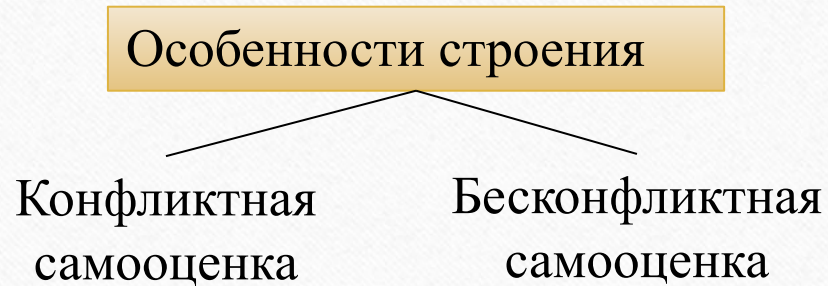 Особенности строения
Конфликтная
самооценка
Бесконфликтная
самооценка